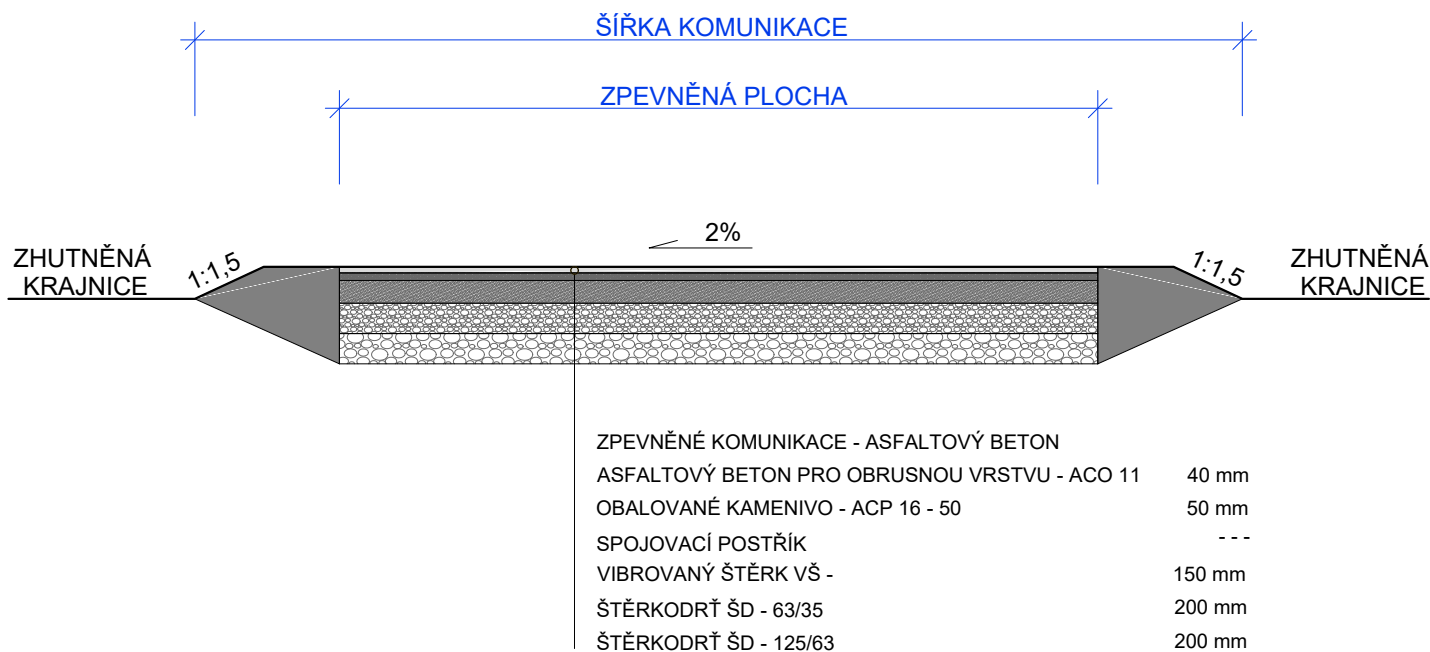 ŠÍŘKA KOMUNIKACE
ZPEVNĚNÁ PLOCHA
2%
ZHUTNĚNÁ
KRAJNICE
1:1,5
1:1,5
ZHUTNĚNÁ
KRAJNICE
ZPEVNĚNÉ KOMUNIKACE - ASFALTOVÝ BETON
ASFALTOVÝ BETON PRO OBRUSNOU VRSTVU - ACO 11 40 mm
OBALOVANÉ KAMENIVO - ACP 16 - 50 50 mm
SPOJOVACÍ POSTŘÍK - - -
VIBROVANÝ ŠTĚRK VŠ - 150 mm
ŠTĚRKODRŤ ŠD - 63/35 200 mm
ŠTĚRKODRŤ ŠD - 125/63 200 mm